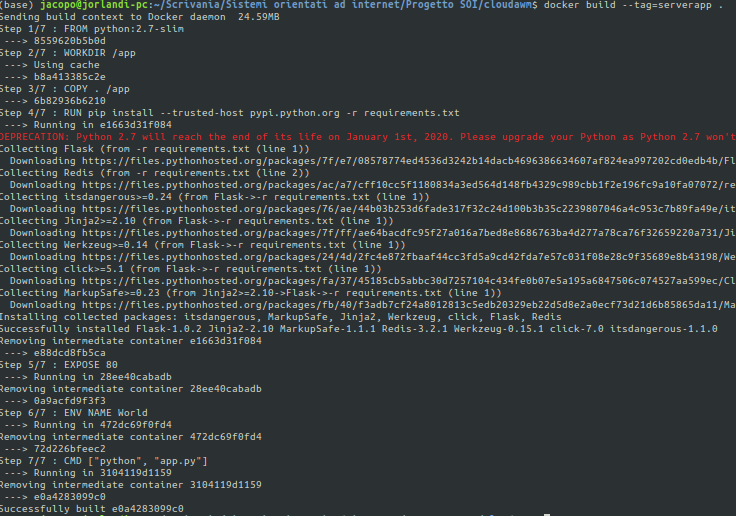 (base) jacopo@jorlandi-pc:~/Scrivania/Sistemi orientati ad internet/Progetto SOI/cloudawm$ docker build --tag=serverapp .
Sending build context to Docker daemon  24.59MB
Step 1/7 : FROM python:2.7-slim
 ---> 8559620b5b0d
Step 2/7 : WORKDIR /app
 ---> Using cache
 ---> b8a413385c2e
Step 3/7 : COPY . /app
 ---> 6b82936b6210
Step 4/7 : RUN pip install --trusted-host pypi.python.org -r requirements.txt
 ---> Running in e1663d31f084
DEPRECATION: Python 2.7 will reach the end of its life on January 1st, 2020. Please upgrade your Python as Python 2.7 won't
Collecting Flask (from -r requirements.txt (line 1))
  Downloading https://files.pythonhosted.org/packages/7f/e7/08578774ed4536d3242b14dacb4696386634607af824ea997202cd0edb4b/Fl
Collecting Redis (from -r requirements.txt (line 2))
  Downloading https://files.pythonhosted.org/packages/ac/a7/cff10cc5f1180834a3ed564d148fb4329c989cbb1f2e196fc9a10fa07072/re
Collecting itsdangerous>=0.24 (from Flask->-r requirements.txt (line 1))
  Downloading https://files.pythonhosted.org/packages/76/ae/44b03b253d6fade317f32c24d100b3b35c2239807046a4c953c7b89fa49e/it
Collecting Jinja2>=2.10 (from Flask->-r requirements.txt (line 1))
  Downloading https://files.pythonhosted.org/packages/7f/ff/ae64bacdfc95f27a016a7bed8e8686763ba4d277a78ca76f32659220a731/Ji
Collecting Werkzeug>=0.14 (from Flask->-r requirements.txt (line 1))
  Downloading https://files.pythonhosted.org/packages/24/4d/2fc4e872fbaaf44cc3fd5a9cd42fda7e57c031f08e28c9f35689e8b43198/We
Collecting click>=5.1 (from Flask->-r requirements.txt (line 1))
  Downloading https://files.pythonhosted.org/packages/fa/37/45185cb5abbc30d7257104c434fe0b07e5a195a6847506c074527aa599ec/Cl
Collecting MarkupSafe>=0.23 (from Jinja2>=2.10->Flask->-r requirements.txt (line 1))
  Downloading https://files.pythonhosted.org/packages/fb/40/f3adb7cf24a8012813c5edb20329eb22d5d8e2a0ecf73d21d6b85865da11/Ma
Installing collected packages: itsdangerous, MarkupSafe, Jinja2, Werkzeug, click, Flask, Redis
Successfully installed Flask-1.0.2 Jinja2-2.10 MarkupSafe-1.1.1 Redis-3.2.1 Werkzeug-0.15.1 click-7.0 itsdangerous-1.1.0
Removing intermediate container e1663d31f084
 ---> e88dcd8fb5ca
Step 5/7 : EXPOSE 80
 ---> Running in 28ee40cabadb
Removing intermediate container 28ee40cabadb
 ---> 0a9acfd9f3f3
Step 6/7 : ENV NAME World
 ---> Running in 472dc69f0fd4
Removing intermediate container 472dc69f0fd4
 ---> 72d226bfeec2
Step 7/7 : CMD ["python", "app.py"]
 ---> Running in 3104119d1159
Removing intermediate container 3104119d1159
 ---> e0a4283099c0
Successfully built e0a4283099c0